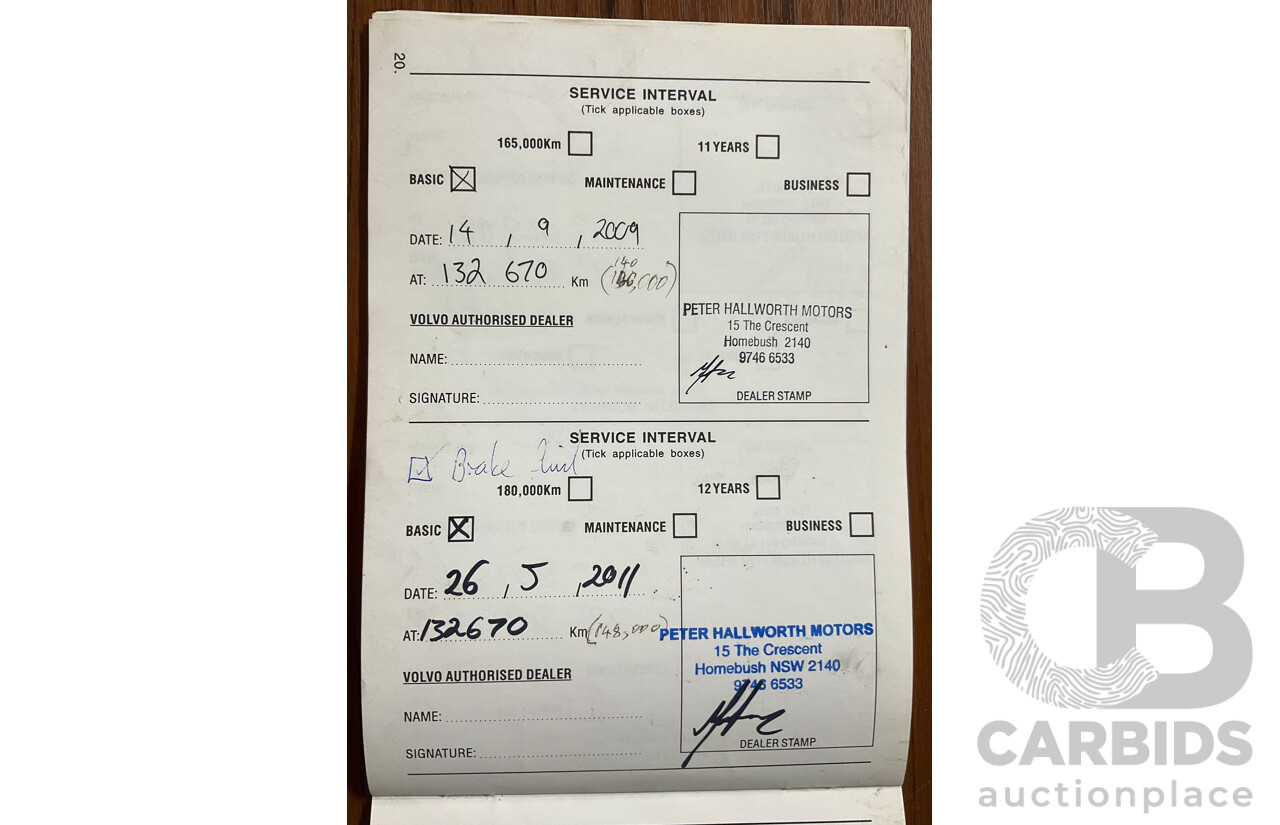 20.
SERVICE INTERVAL
(Tick applicable boxes)
165,000Km 11 YEARS
BASIC MAINTENANCE BUSINESS
DATE: 14 , 9 , 2009
140
AT: 132 670 Km ( ,000)
VOLVO AUTHORISED DEALER
NAME:
SIGNATURE:
PETER HALLWORTH MOTORS
15 The Crescent
Homebush 2140
9746 6533
DEALER STAMP
SERVICE INTERVAL
(Tick applicable boxes)
Brake
180,000Km 12 YEARS
BASIC MAINTENANCE BUSINESS
DATE: 26 , 5 , 2011
AT: 132670 Km (148,000)
VOLVO AUTHORISED DEALER
NAME:
SIGNATURE:
PETER HALLWORTH MOTORS
15 The Crescent
Homebush NSW 2140
9746 6533
DEALER STAMP
CB
CARBIDS
auctionplace